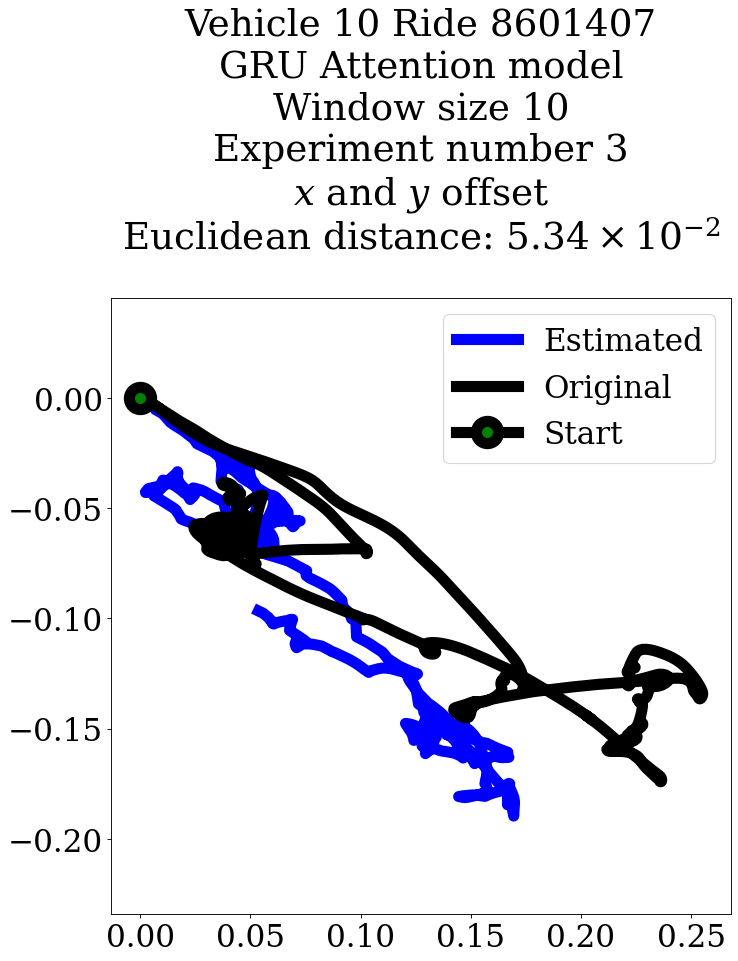 Vehicle 10 Ride 8601407
GRU Attention model
Window size 10
Experiment number 3
x and y offset
Euclidean distance: 5.34 × 10⁻²
Estimated
Original
Start
0.00
−0.05
−0.10
−0.15
−0.20
0.00 0.05 0.10 0.15 0.20 0.25